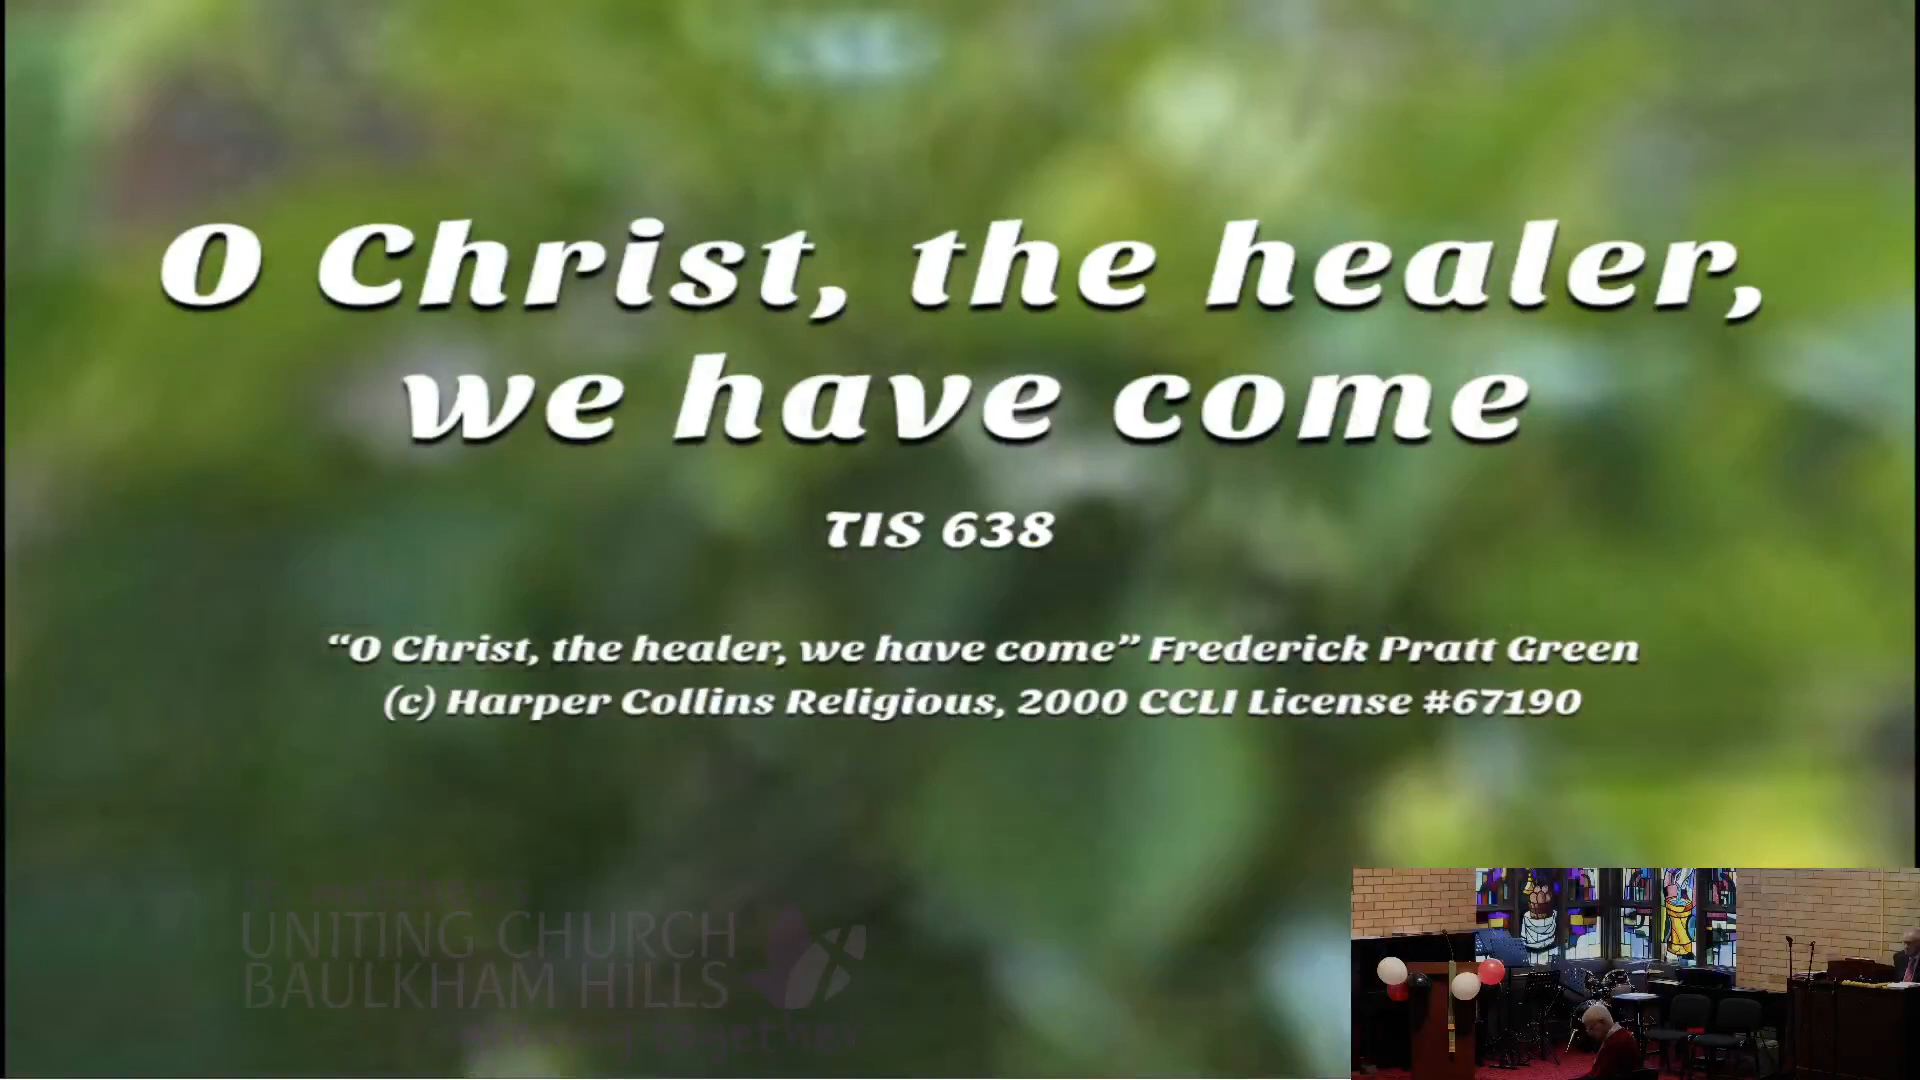 O Christ, the healer,
we have come
TIS 638
“O Christ, the healer, we have come” Frederick Pratt Green
(c) Harper Collins Religious, 2000 CCLI License #67190
UNITING CHURCH
BAULKHAM HILLS
together